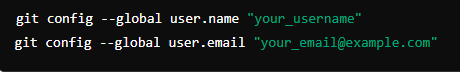 git config --global user.name "your_username"
git config --global user.email "your_email@example.com"